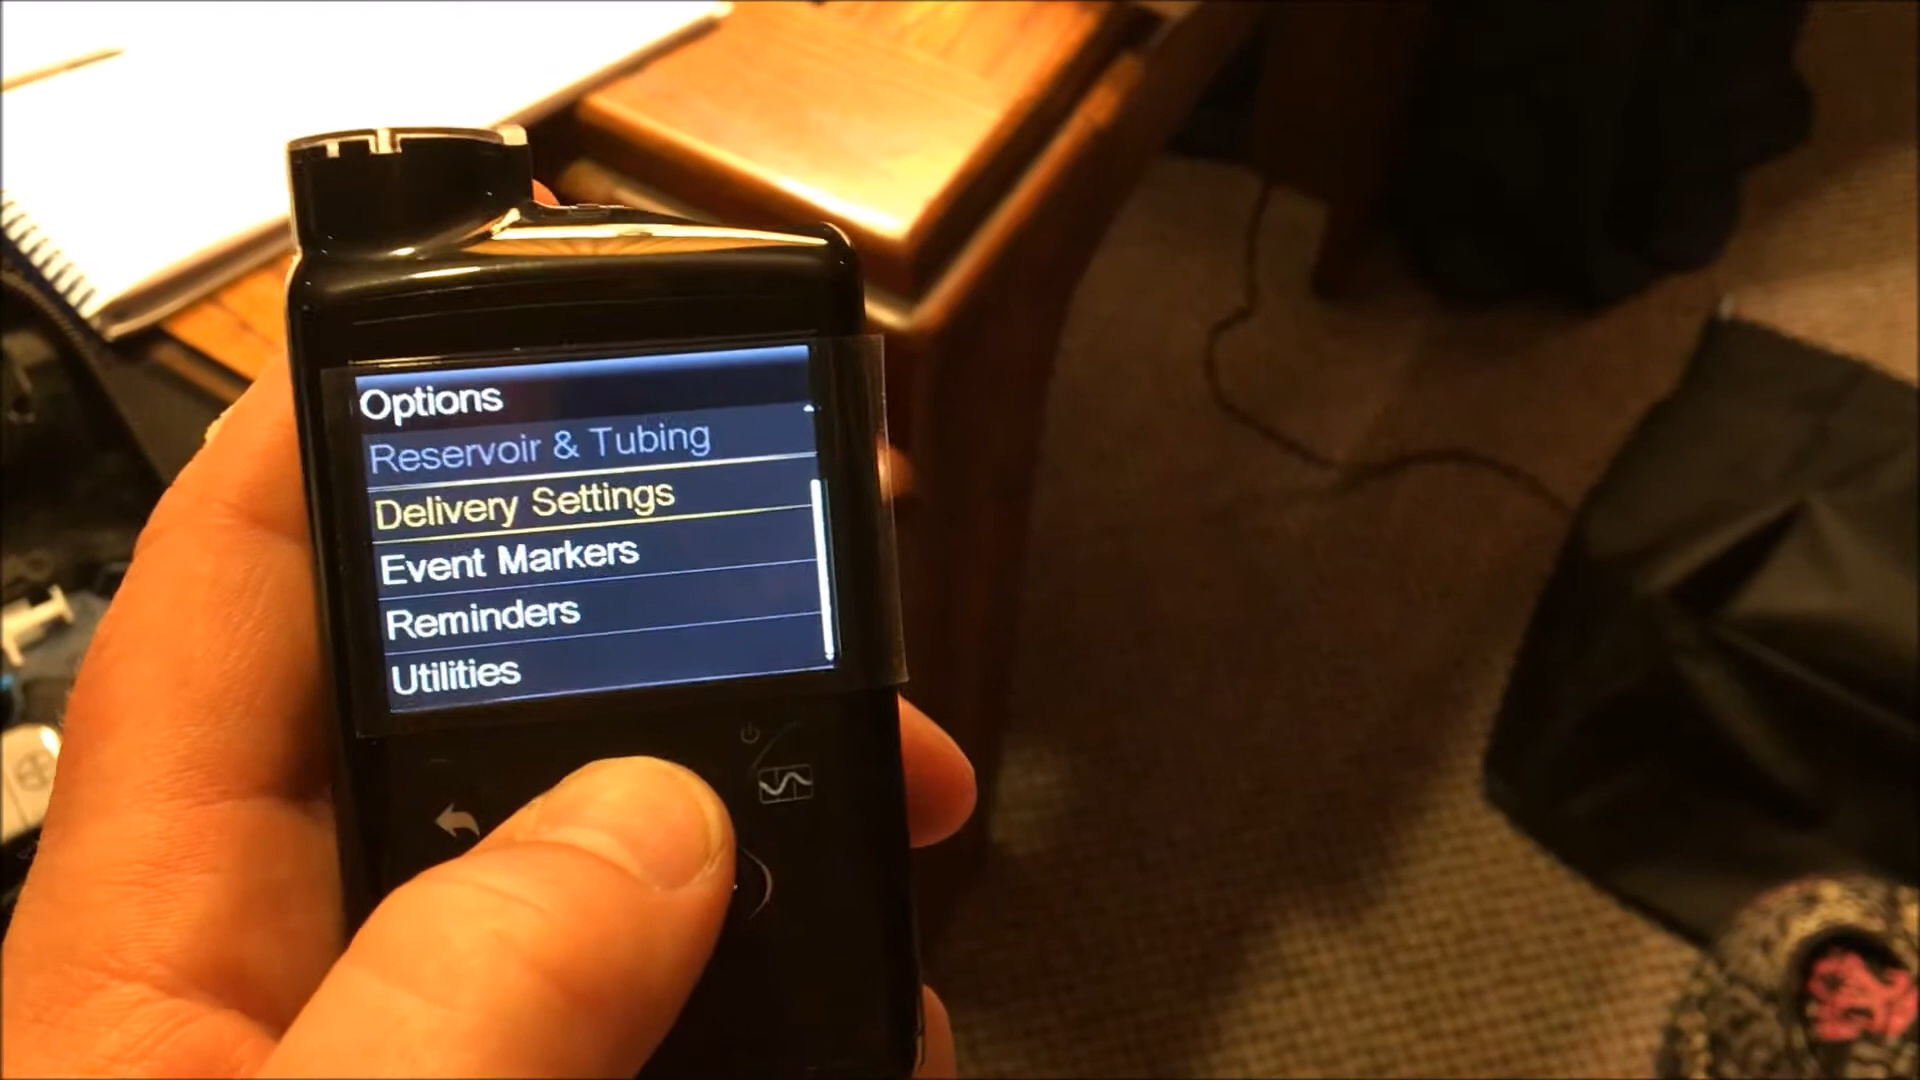 Options
Reservoir & Tubing
Delivery Settings
Event Markers
Reminders
Utilities